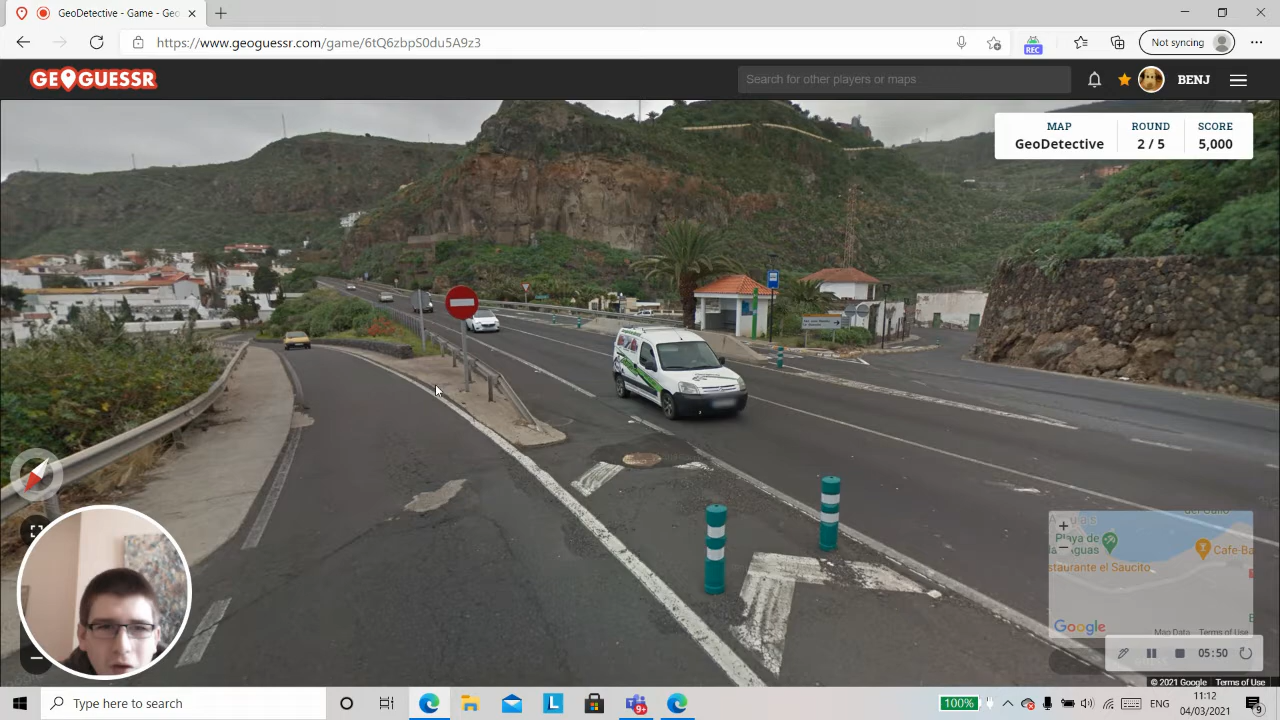 GeoDetective - Game - Geo
https://www.geoguessr.com/game/6tQ6zbpS0du5A9z3
REC
Not syncing
GEOGUESSR
Search for other players or maps
BENJ
MAP
ROUND
SCORE
GeoDetective
2 / 5
5,000
Playa de
Aguas
Cafe Ba
staurante el Saucito
Google
Map Data
Terms of Use
05:50
© 2021 Google
Terms of Use
Type here to search
L
9+
100%
ENG
11:12
04/03/2021
9